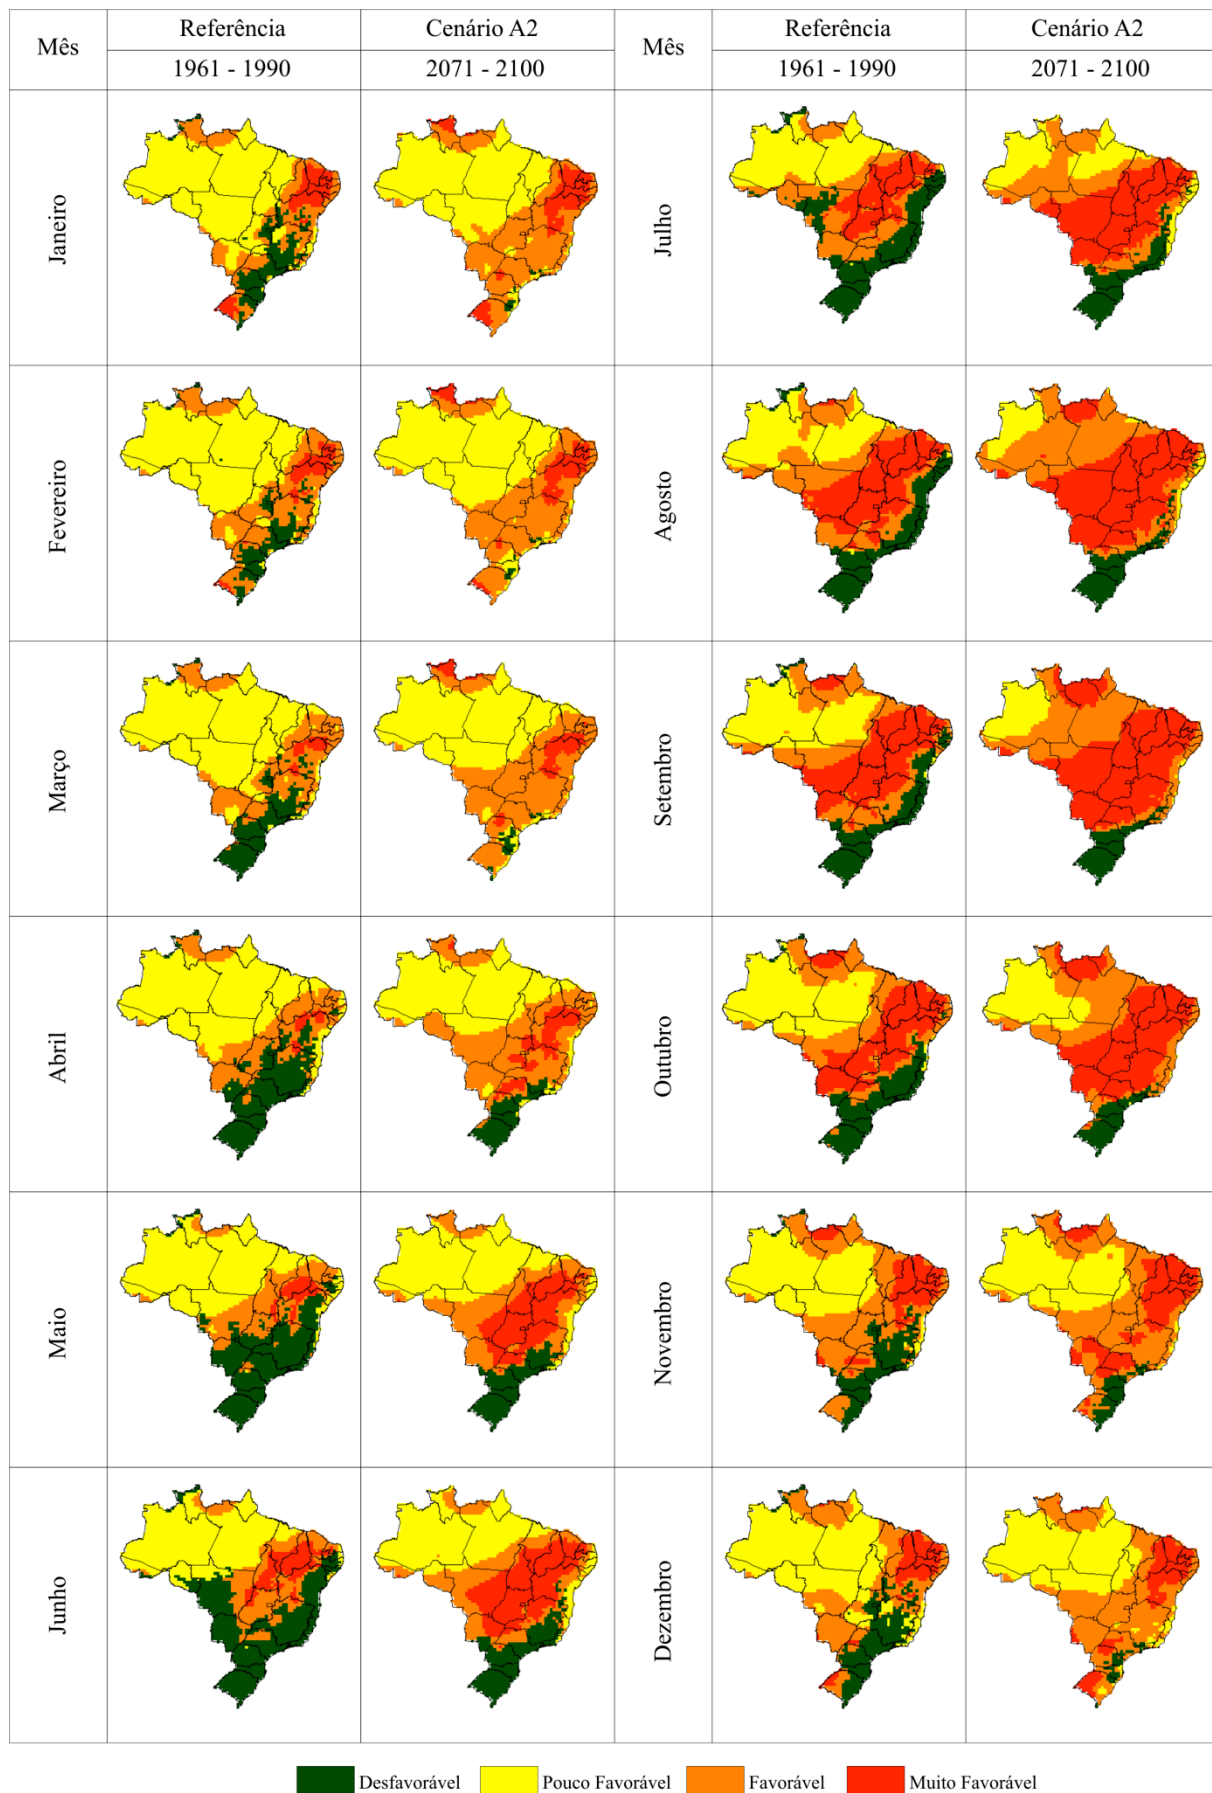 Mês Referência Cenário A2 Mês Referência Cenário A2
1961 - 1990 2071 - 2100 1961 - 1990 2071 - 2100
Janeiro Julho
Fevereiro Agosto
Março Setembro
Abril Outubro
Maio Novembro
Junho Dezembro
Desfavorável Pouco Favorável Favorável Muito Favorável